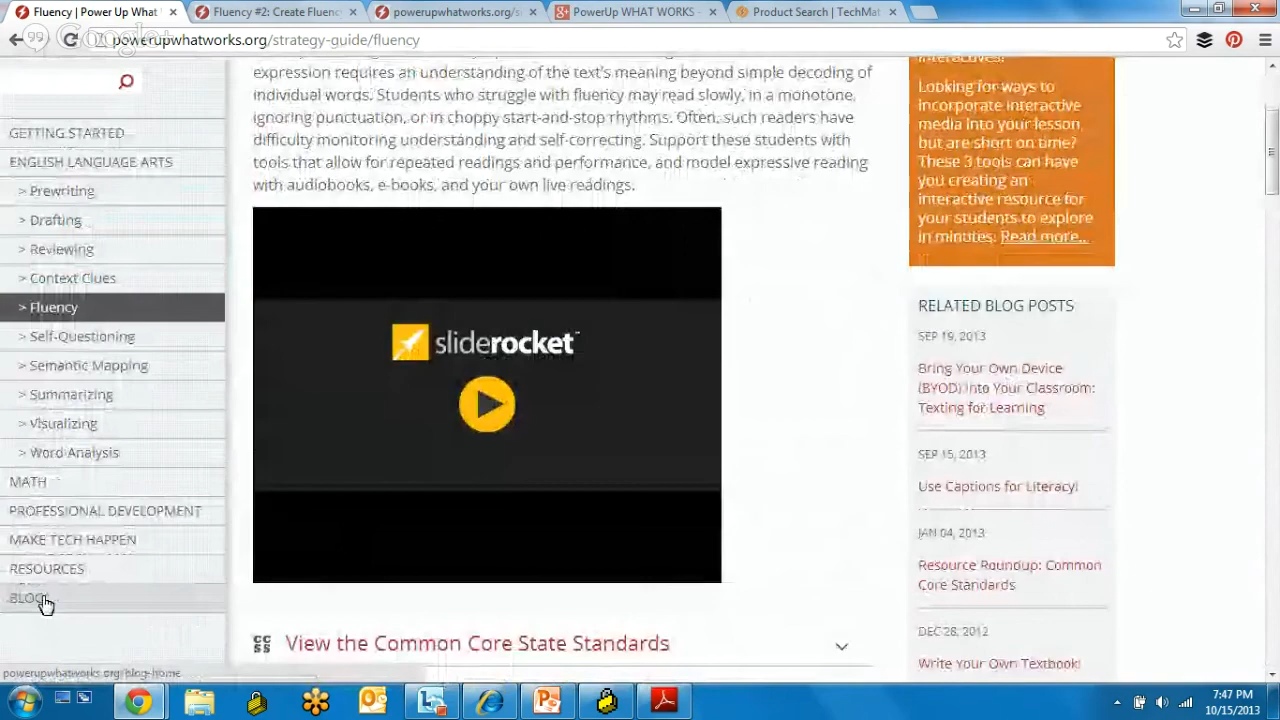 Fluency | Power Up What
Fluency #2: Create Fluen
powerupwhatworks.org/s
PowerUp WHAT WORKS -
Product Search | TechMat
powerupwhatworks.org/strategy-guide/fluency
Google+
expression requires an understanding of the text's meaning beyond simple decoding of
individual words. Students who struggle with fluency may read slowly, in a monotone,
ignoring punctuation, or in choppy start-and-stop rhythms. Often, such readers have
difficulty monitoring understanding and self-correcting. Support these students with
tools that allow for repeated readings and performance, and model expressive reading
with audiobooks, e-books, and your own live readings.
GETTING STARTED
ENGLISH LANGUAGE ARTS
> Prewriting
> Drafting
> Reviewing
> Context Clues
> Fluency
> Self-Questioning
> Semantic Mapping
> Summarizing
> Visualizing
> Word Analysis
MATH
PROFESSIONAL DEVELOPMENT
MAKE TECH HAPPEN
RESOURCES
BLOG
sliderocket™
CC
SS
View the Common Core State Standards
interactives?
Looking for ways to
incorporate interactive
media into your lesson,
but are short on time?
These 3 tools can have
you creating an
interactive resource for
your students to explore
in minutes. Read more..
RELATED BLOG POSTS
SEP 19, 2013
Bring Your Own Device
(BYOD) Into Your Classroom:
Texting for Learning
SEP 15, 2013
Use Captions for Literacy!
JAN 04, 2013
Resource Roundup: Common
Core Standards
DEC 28, 2012
Write Your Own Textbook!
powerupwhatworks.org/blog-home
7:47 PM
10/15/2013